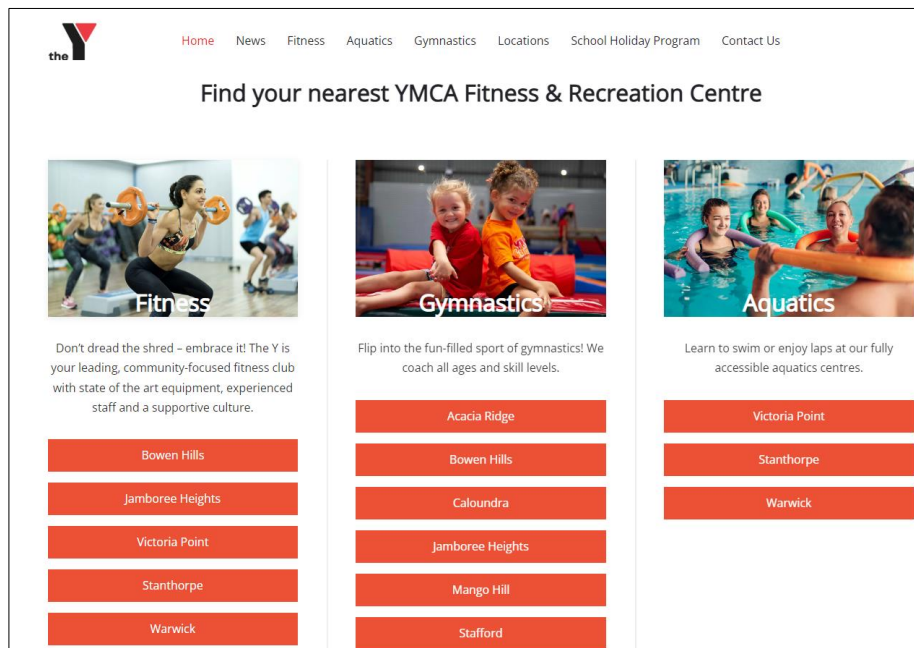 the Y
Home News Fitness Aquatics Gymnastics Locations School Holiday Program Contact Us
Find your nearest YMCA Fitness & Recreation Centre
Fitness
Don't dread the shred – embrace it! The Y is
your leading, community-focused fitness club
with state of the art equipment, experienced
staff and a supportive culture.
Bowen Hills
Jamboree Heights
Victoria Point
Stanthorpe
Warwick
Gymnastics
Flip into the fun-filled sport of gymnastics! We
coach all ages and skill levels.
Acacia Ridge
Bowen Hills
Caloundra
Jamboree Heights
Mango Hill
Stafford
Aquatics
Learn to swim or enjoy laps at our fully
accessible aquatics centres.
Victoria Point
Stanthorpe
Warwick